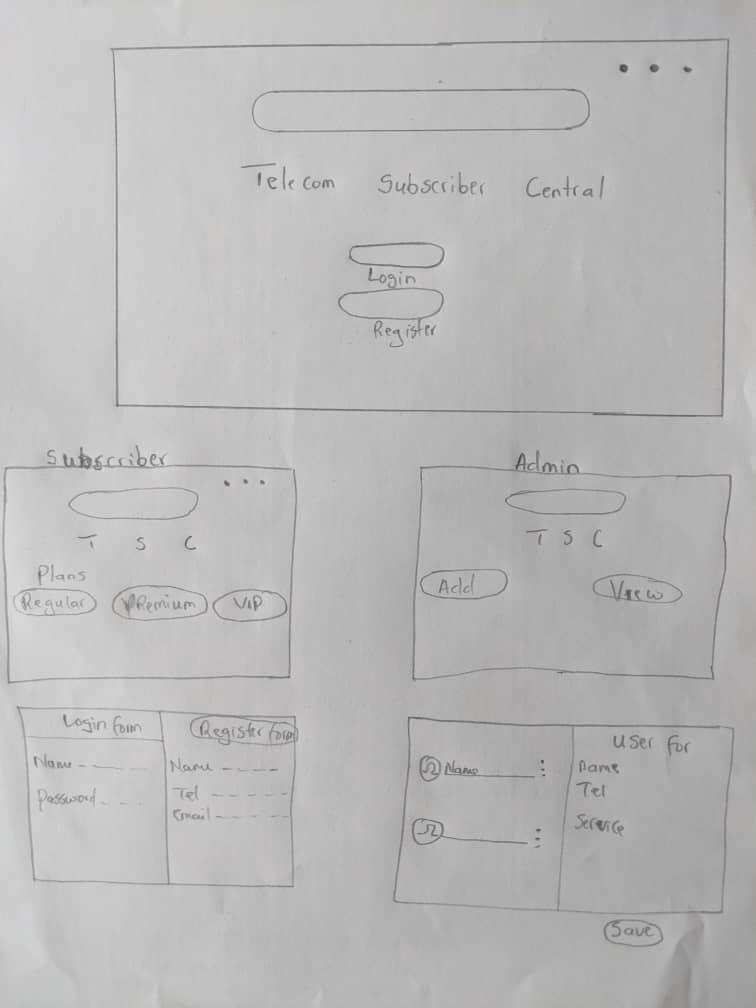 Telecom Subscriber Central
Login
Register
Subscriber
T S C
Plans
Regular Premium VIP
Admin
T S C
Add View
Login form
Name
Password
Register form
Name
Tel
Email
Name
User for
Name
Tel
Service
Save